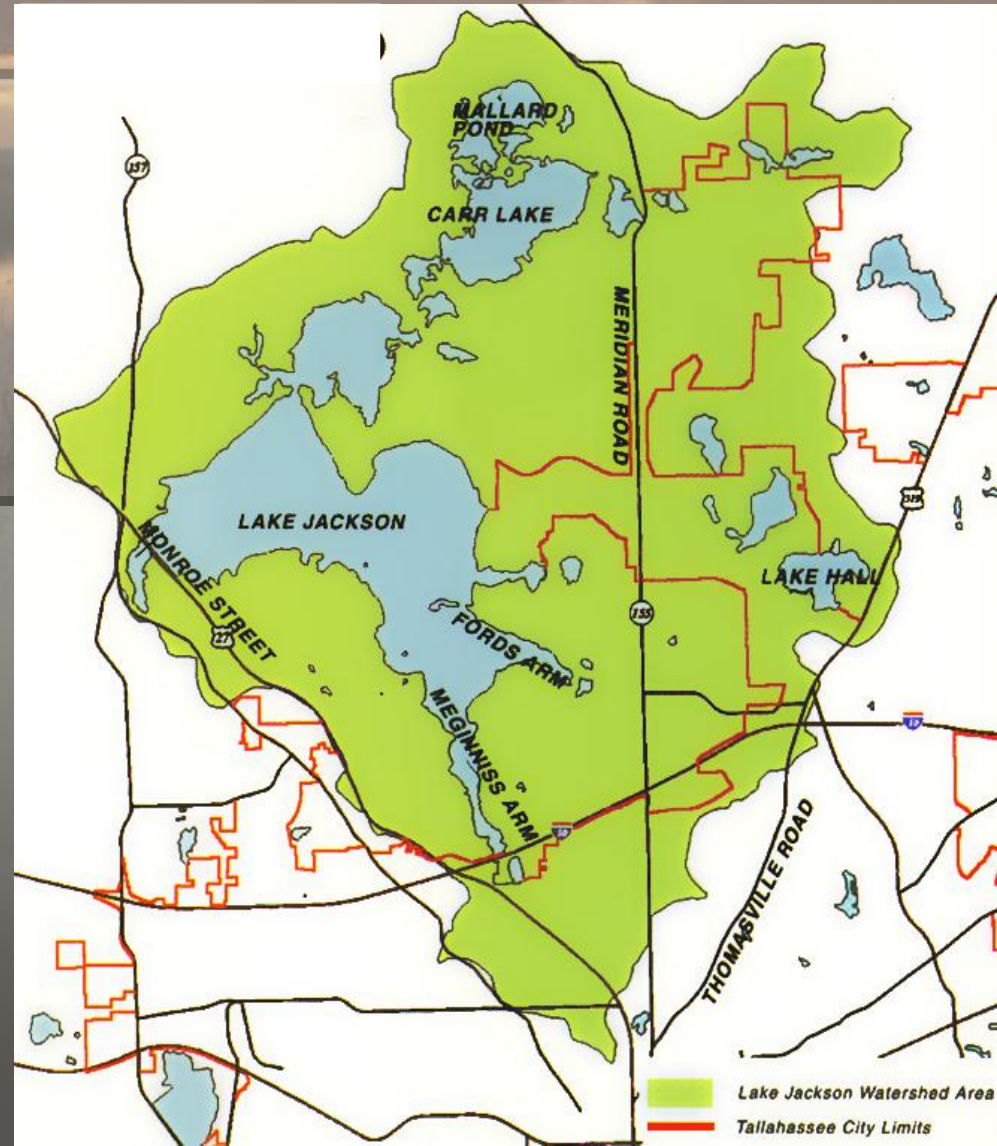 MALLARD
POND
157
CARR LAKE
MERIDIAN ROAD
319
LAKE JACKSON
MONROE STREET
27
LAKE HALL
155
FORDS ARM
MEGINNISS ARM
10
10
THOMASVILLE ROAD
Lake Jackson Watershed Area
Tallahassee City Limits